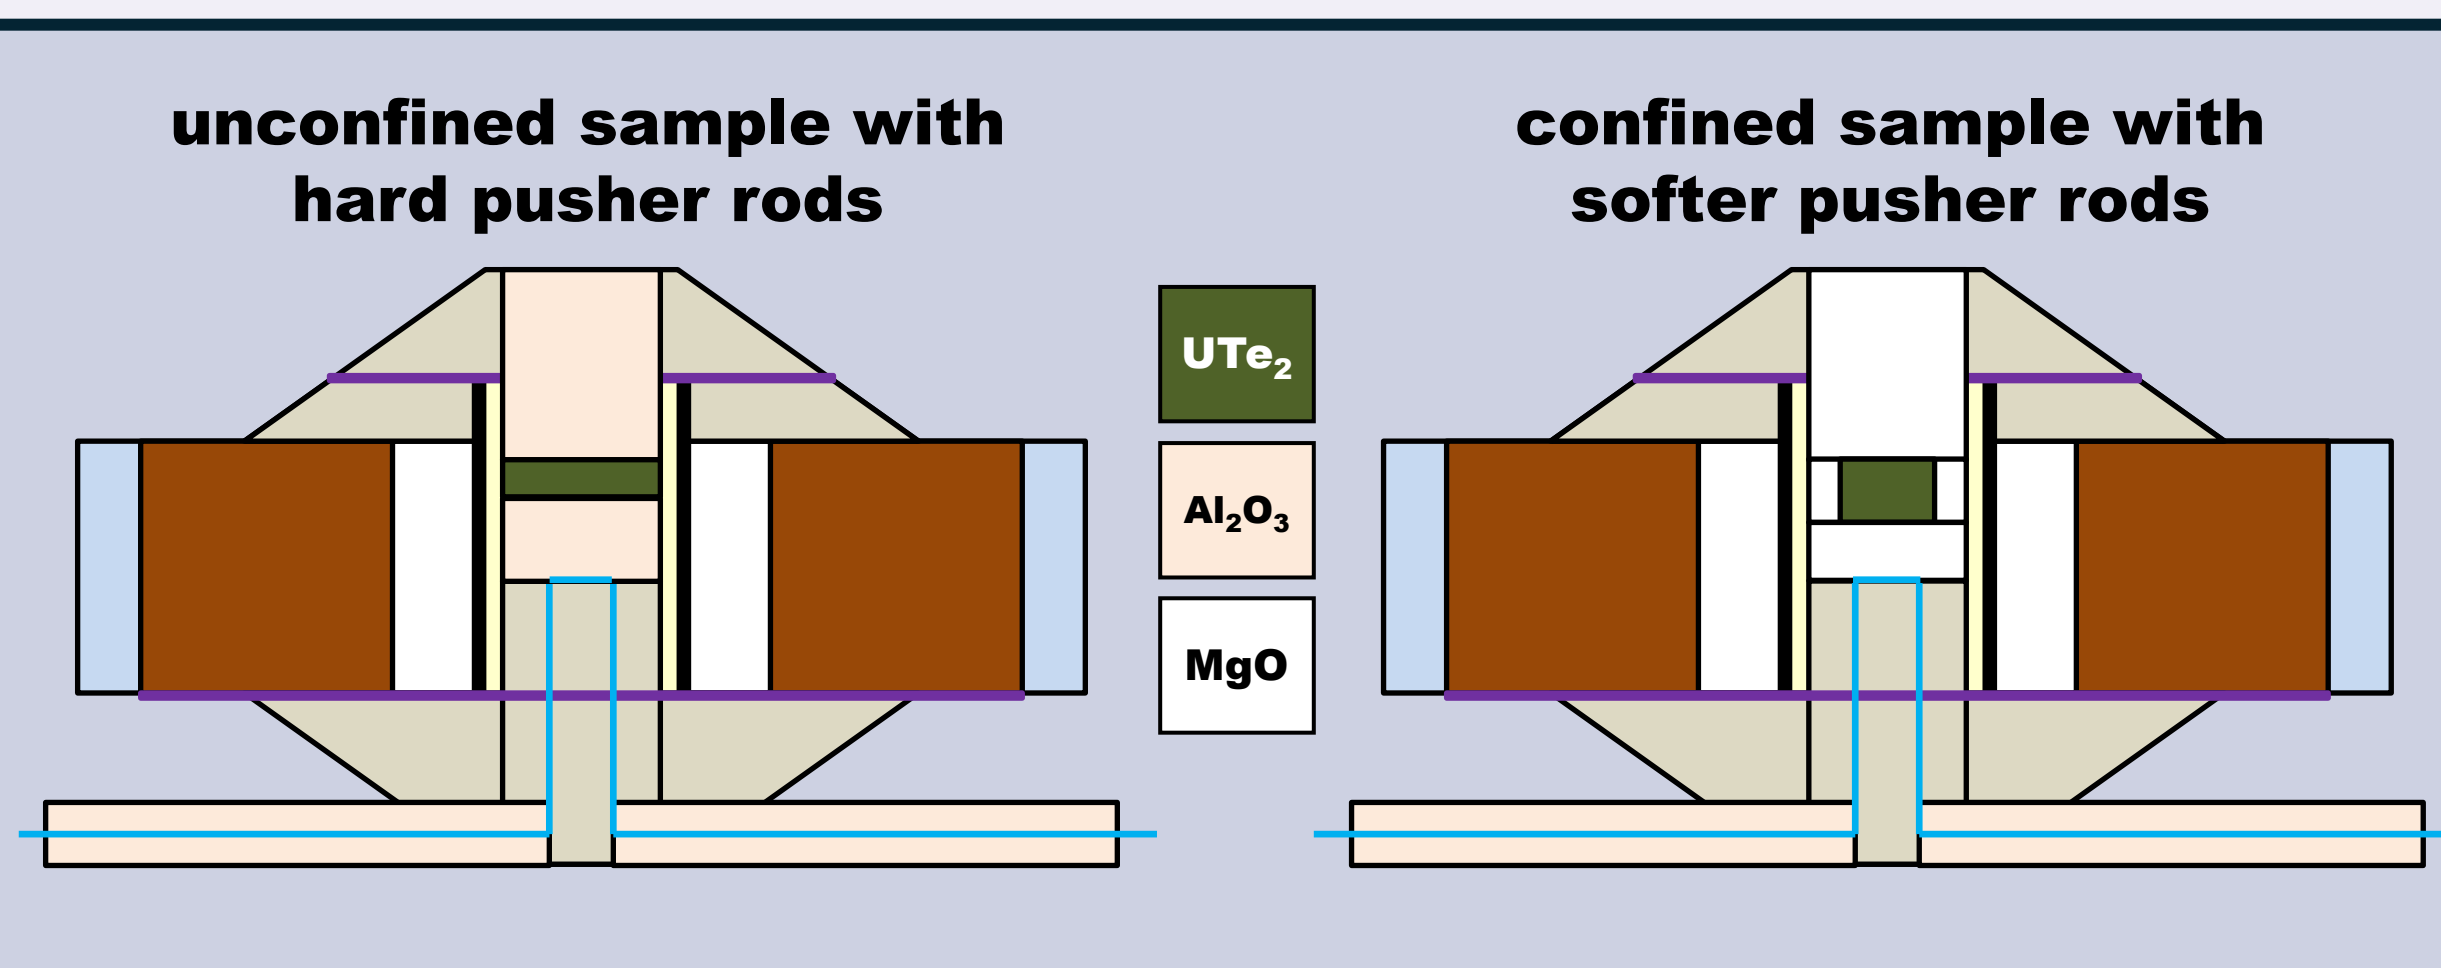 unconfined sample with
hard pusher rods
confined sample with
softer pusher rods
UTe₂
Al₂O₃
MgO